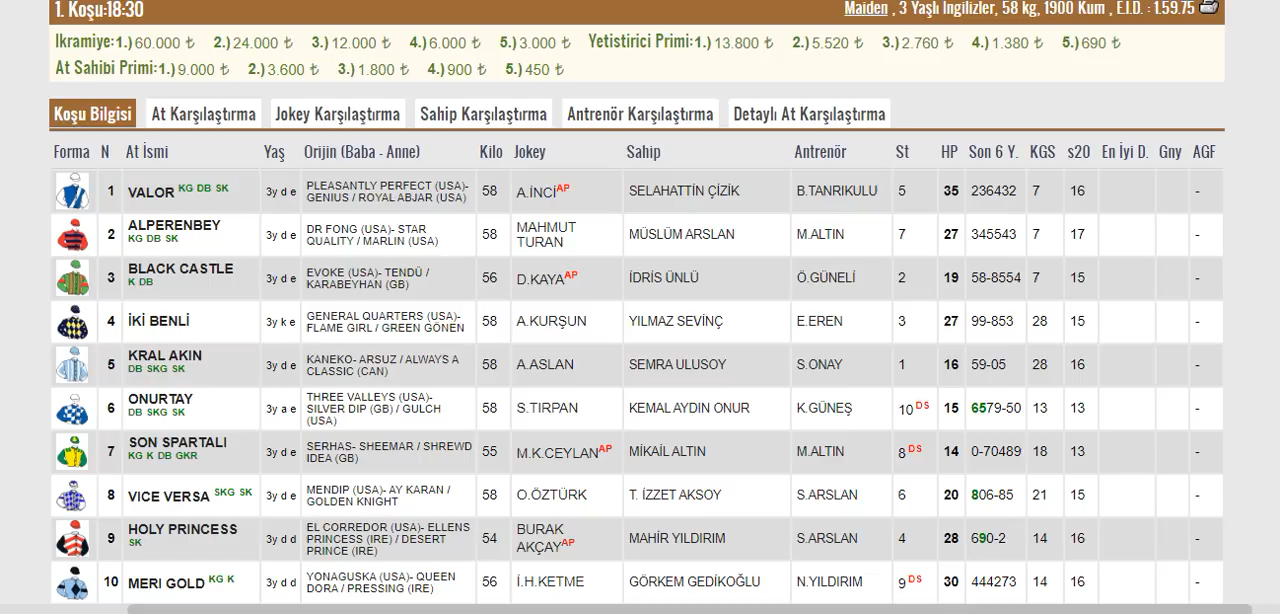 1. Koşu:18:30 Maiden , 3 Yaşlı Ingilizler, 58 kg, 1900 Kum , E.I.D. : 1.59.75
Ikramiye:1.) 60.000 ₺ 2.) 24.000 ₺ 3.) 12.000 ₺ 4.) 6.000 ₺ 5.) 3.000 ₺ Yetistirici Primi:1.) 13.800 ₺ 2.) 5.520 ₺ 3.) 2.760 ₺ 4.) 1.380 ₺ 5.) 690 ₺
At Sahibi Primi:1.) 9.000 ₺ 2.) 3.600 ₺ 3.) 1.800 ₺ 4.) 900 ₺ 5.) 450 ₺
Koşu Bilgisi At Karşılaştırma Jokey Karşılaştırma Sahip Karşılaştırma Antrenör Karşılaştırma Detaylı At Karşılaştırma
Forma N At İsmi Yaş Orijin (Baba - Anne) Kilo Jokey Sahip Antrenör St HP Son 6 Y. KGS s20 En İyi D. Gny AGF
1 VALOR KG DB SK 3y d e PLEASANTLY PERFECT (USA)- GENIUS / ROYAL ABJAR (USA) 58 A.İNCİ AP SELAHATTİN ÇİZİK B.TANRIKULU 5 35 236432 7 16 -
2 ALPERENBEY KG DB SK 3y d e DR FONG (USA)- STAR QUALITY / MARLIN (USA) 58 MAHMUT TURAN MÜSLÜM ARSLAN M.ALTIN 7 27 345543 7 17 -
3 BLACK CASTLE K DB 3y d e EVOKE (USA)- TENDÜ / KARABEYHAN (GB) 56 D.KAYA AP İDRİS ÜNLÜ Ö.GÜNELİ 2 19 58-8554 7 15 -
4 İKİ BENLİ 3y k e GENERAL QUARTERS (USA)- FLAME GIRL / GREEN GÖNEN 58 A.KURŞUN YILMAZ SEVİNÇ E.EREN 3 27 99-853 28 15 -
5 KRAL AKIN DB SKG SK 3y d e KANEKO- ARSUZ / ALWAYS A CLASSIC (CAN) 58 A.ASLAN SEMRA ULUSOY S.ONAY 1 16 59-05 28 16 -
6 ONURTAY DB SKG SK 3y a e THREE VALLEYS (USA)- SILVER DIP (GB) / GULCH (USA) 58 S.TIRPAN KEMAL AYDIN ONUR K.GÜNEŞ 10 DS 15 6579-50 13 13 -
7 SON SPARTALI KG K DB GKR 3y d e SERHAS- SHEEMAR / SHREWD IDEA (GB) 55 M.K.CEYLAN AP MİKAİL ALTIN M.ALTIN 8 DS 14 0-70489 18 13 -
8 VICE VERSA SKG SK 3y d e MENDIP (USA)- AY KARAN / GOLDEN KNIGHT 58 O.ÖZTÜRK T. İZZET AKSOY S.ARSLAN 6 20 806-85 21 15 -
9 HOLY PRINCESS SK 3y d d EL CORREDOR (USA)- ELLENS PRINCESS (IRE) / DESERT PRINCE (IRE) 54 BURAK AKÇAY AP MAHİR YILDIRIM S.ARSLAN 4 28 690-2 14 16 -
10 MERI GOLD KG K 3y d d YONAGUSKA (USA)- QUEEN DORA / PRESSING (IRE) 56 İ.H.KETME GÖRKEM GEDİKOĞLU N.YILDIRIM 9 DS 30 444273 14 16 -